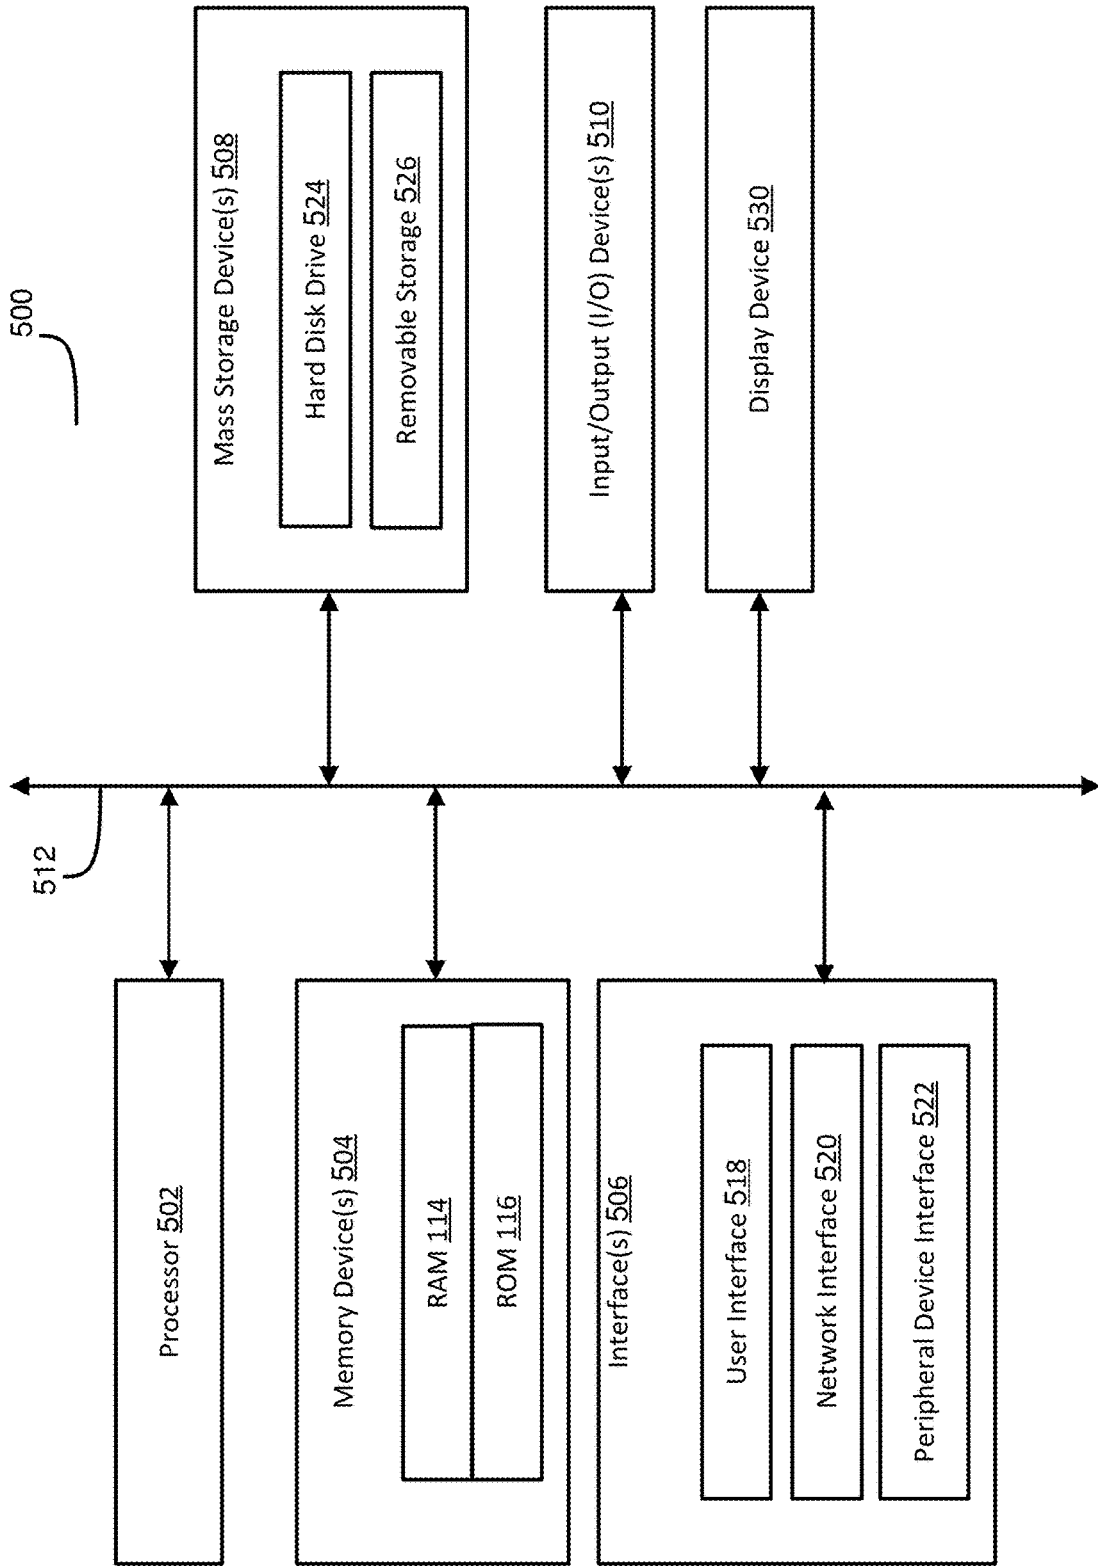 500
512
Processor 502
Memory Device(s) 504
RAM 114
ROM 116
Interface(s) 506
User Interface 518
Network Interface 520
Peripheral Device Interface 522
Mass Storage Device(s) 508
Hard Disk Drive 524
Removable Storage 526
Input/Output (I/O) Device(s) 510
Display Device 530